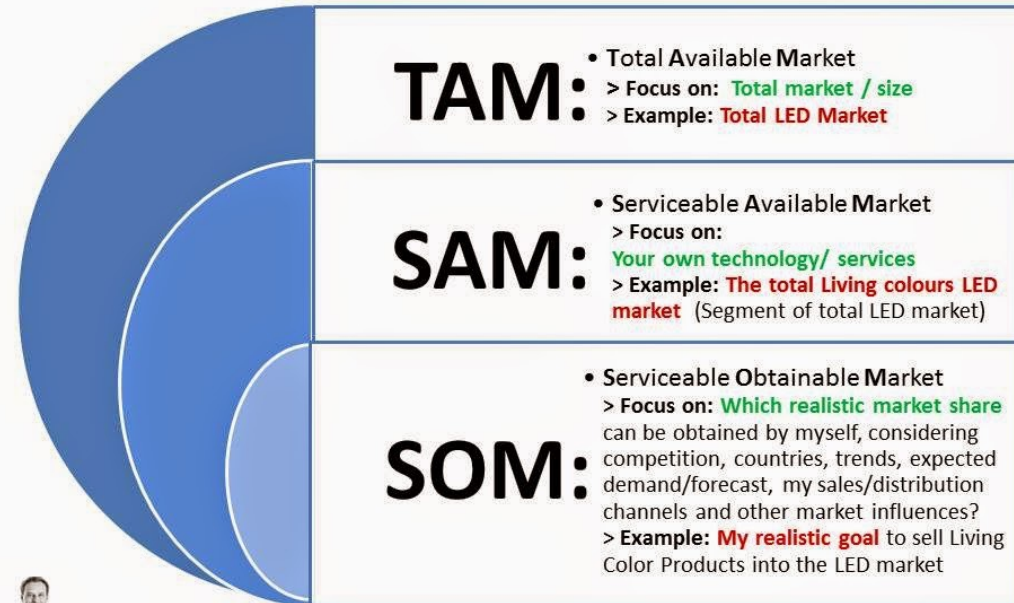 TAM:
• Total Available Market
> Focus on: Total market / size
> Example: Total LED Market
SAM:
• Serviceable Available Market
> Focus on:
Your own technology/ services
> Example: The total Living colours LED
market (Segment of total LED market)
SOM:
• Serviceable Obtainable Market
> Focus on: Which realistic market share
can be obtained by myself, considering
competition, countries, trends, expected
demand/forecast, my sales/distribution
channels and other market influences?
> Example: My realistic goal to sell Living
Color Products into the LED market